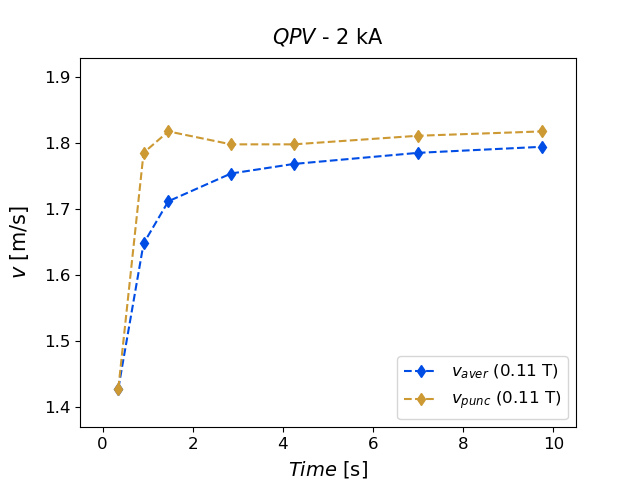 QPV - 2 kA
1.9
1.8
1.7
1.6
1.5
1.4
v [m/s]
v_aver (0.11 T)
v_punc (0.11 T)
0 2 4 6 8 10
Time [s]